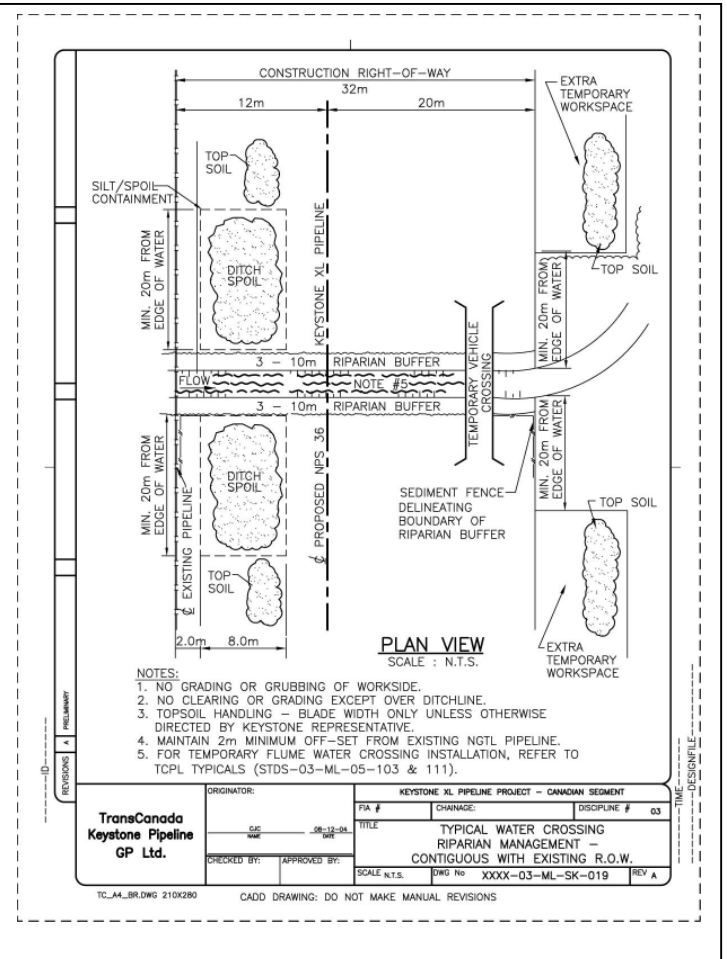 CONSTRUCTION RIGHT-OF-WAY
32m
12m
20m
EXTRA
TEMPORARY
WORKSPACE
TOP
SOIL
SILT/SPOIL
CONTAINMENT
MIN. 20m FROM
EDGE OF WATER
DITCH
SPOIL
KEYSTONE XL PIPELINE
TOP SOIL
MIN. 20m FROM
EDGE OF WATER
3 - 10m RIPARIAN BUFFER
FLOW
NOTE #5
TEMPORARY VEHICLE
CROSSING
3 - 10m RIPARIAN BUFFER
MIN. 20m FROM
EDGE OF WATER
DITCH
SPOIL
℄ PROPOSED NPS 36
MIN. 20m FROM
EDGE OF WATER
SEDIMENT FENCE
DELINEATING
BOUNDARY OF
RIPARIAN BUFFER
TOP
SOIL
℄ EXISTING PIPELINE
TOP
SOIL
2.0m
8.0m
PLAN VIEW
SCALE : N.T.S.
EXTRA
TEMPORARY
WORKSPACE
NOTES:
1. NO GRADING OR GRUBBING OF WORKSIDE.
2. NO CLEARING OR GRADING EXCEPT OVER DITCHLINE.
3. TOPSOIL HANDLING - BLADE WIDTH ONLY UNLESS OTHERWISE
DIRECTED BY KEYSTONE REPRESENTATIVE.
4. MAINTAIN 2m MINIMUM OFF-SET FROM EXISTING NGTL PIPELINE.
5. FOR TEMPORARY FLUME WATER CROSSING INSTALLATION, REFER TO
TCPL TYPICALS (STDS-03-ML-05-103 & 111).
PRELIMINARY
A
REVISIONS
ID
TIME
DESIGNFILE
TransCanada
Keystone Pipeline
GP Ltd.
ORIGINATOR:
CJC
NAME
08-12-04
DATE
CHECKED BY:
APPROVED BY:
KEYSTONE XL PIPELINE PROJECT - CANADIAN SEGMENT
FIA #
CHAINAGE:
DISCIPLINE # 03
TITLE
TYPICAL WATER CROSSING
RIPARIAN MANAGEMENT -
CONTIGUOUS WITH EXISTING R.O.W.
SCALE N.T.S.
DWG No XXXX-03-ML-SK-019
REV A
TC_A4_BR.DWG 210X280
CADD DRAWING: DO NOT MAKE MANUAL REVISIONS